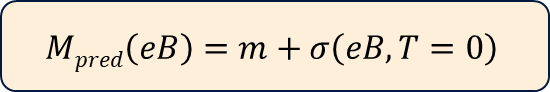 M_pred(eB) = m + σ(eB, T = 0)